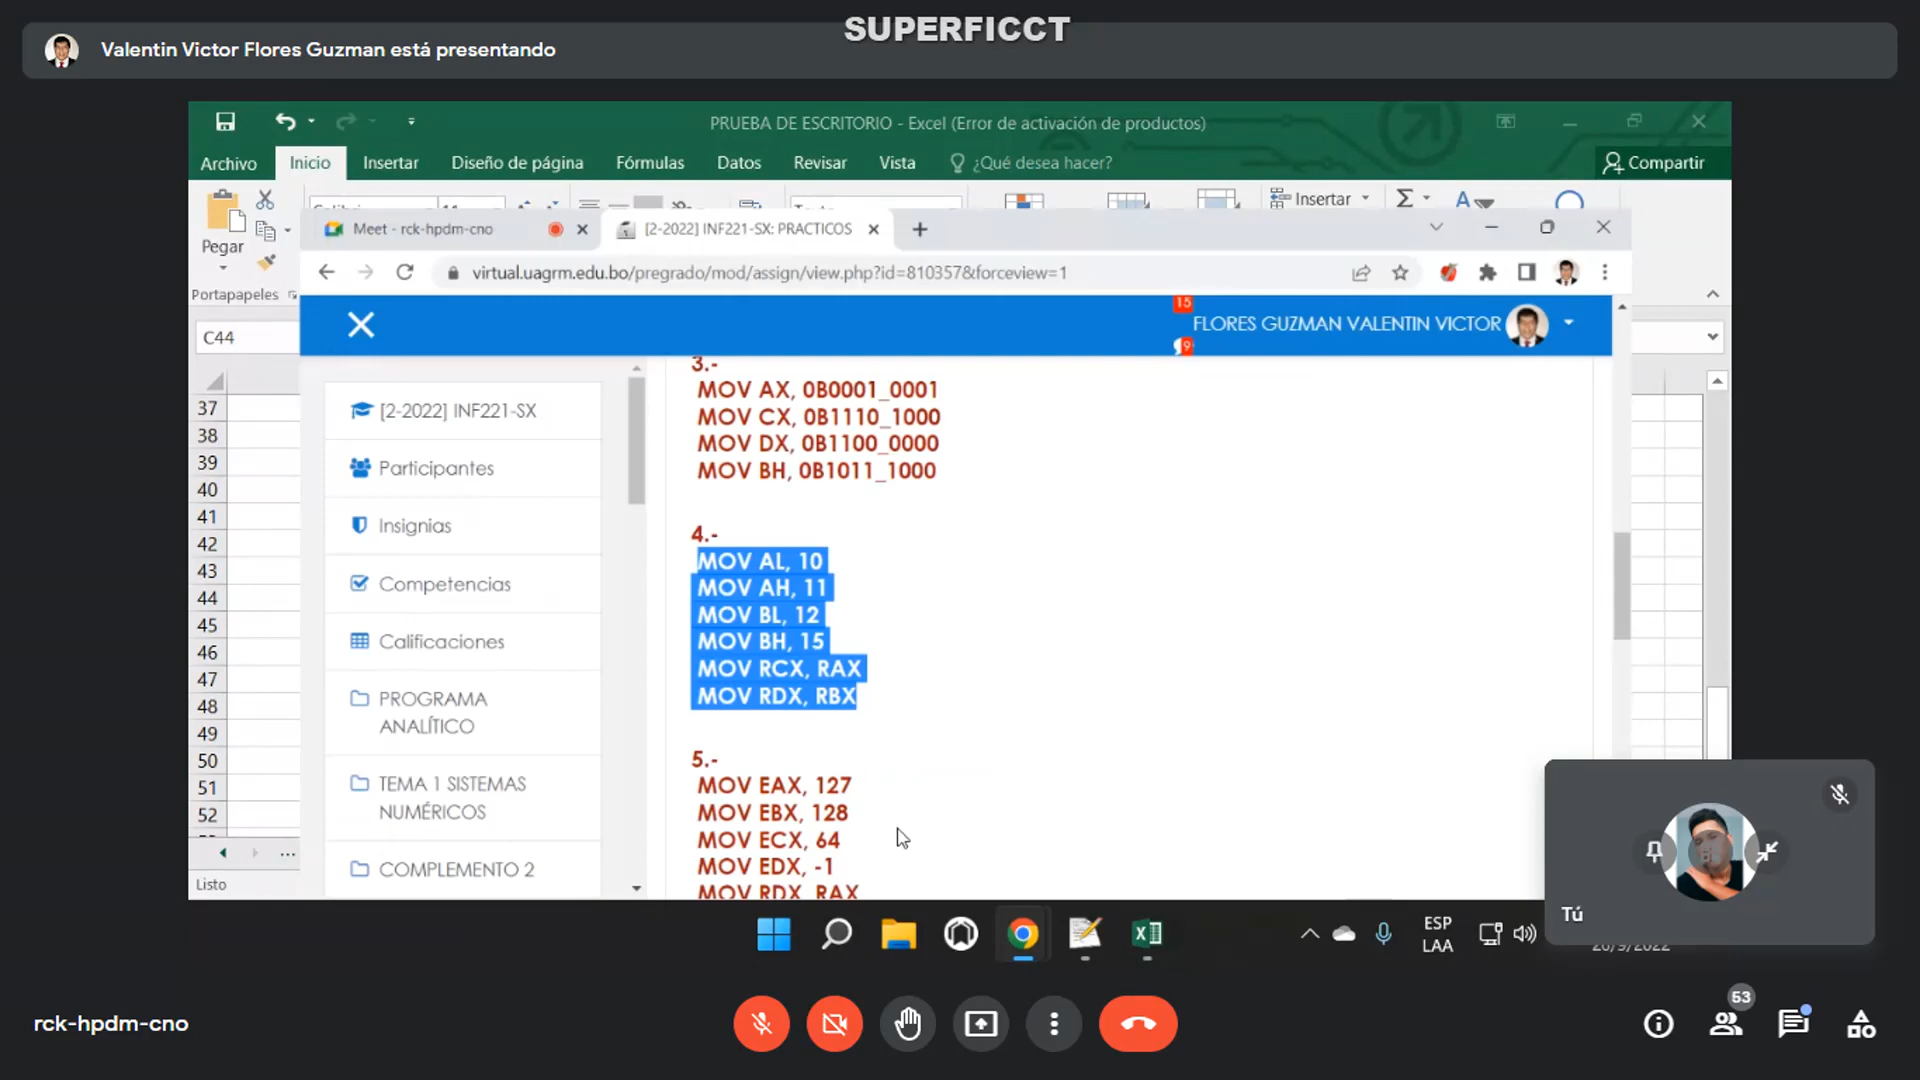 SUPERFICCT
Valentin Victor Flores Guzman está presentando
PRUEBA DE ESCRITORIO - Excel (Error de activación de productos)
Archivo Inicio Insertar Diseño de página Fórmulas Datos Revisar Vista ¿Qué desea hacer? Compartir
Insertar
Pegar
Portapapeles
Meet - rck-hpdm-cno
[2-2022] INF221-SX: PRACTICOS
virtual.uagrm.edu.bo/pregrado/mod/assign/view.php?id=810357&forceview=1
C44
15
FLORES GUZMAN VALENTIN VICTOR
9
37
38
39
40
41
42
43
44
45
46
47
48
49
50
51
52
[2-2022] INF221-SX
Participantes
Insignias
Competencias
Calificaciones
PROGRAMA
ANALÍTICO
TEMA 1 SISTEMAS
NUMÉRICOS
COMPLEMENTO 2
3.-
MOV AX, 0B0001_0001
MOV CX, 0B1110_1000
MOV DX, 0B1100_0000
MOV BH, 0B1011_1000
4.-
MOV AL, 10
MOV AH, 11
MOV BL, 12
MOV BH, 15
MOV RCX, RAX
MOV RDX, RBX
5.-
MOV EAX, 127
MOV EBX, 128
MOV ECX, 64
MOV EDX, -1
MOV RDX, RAX
Listo
Tú
ESP
LAA
rck-hpdm-cno
53